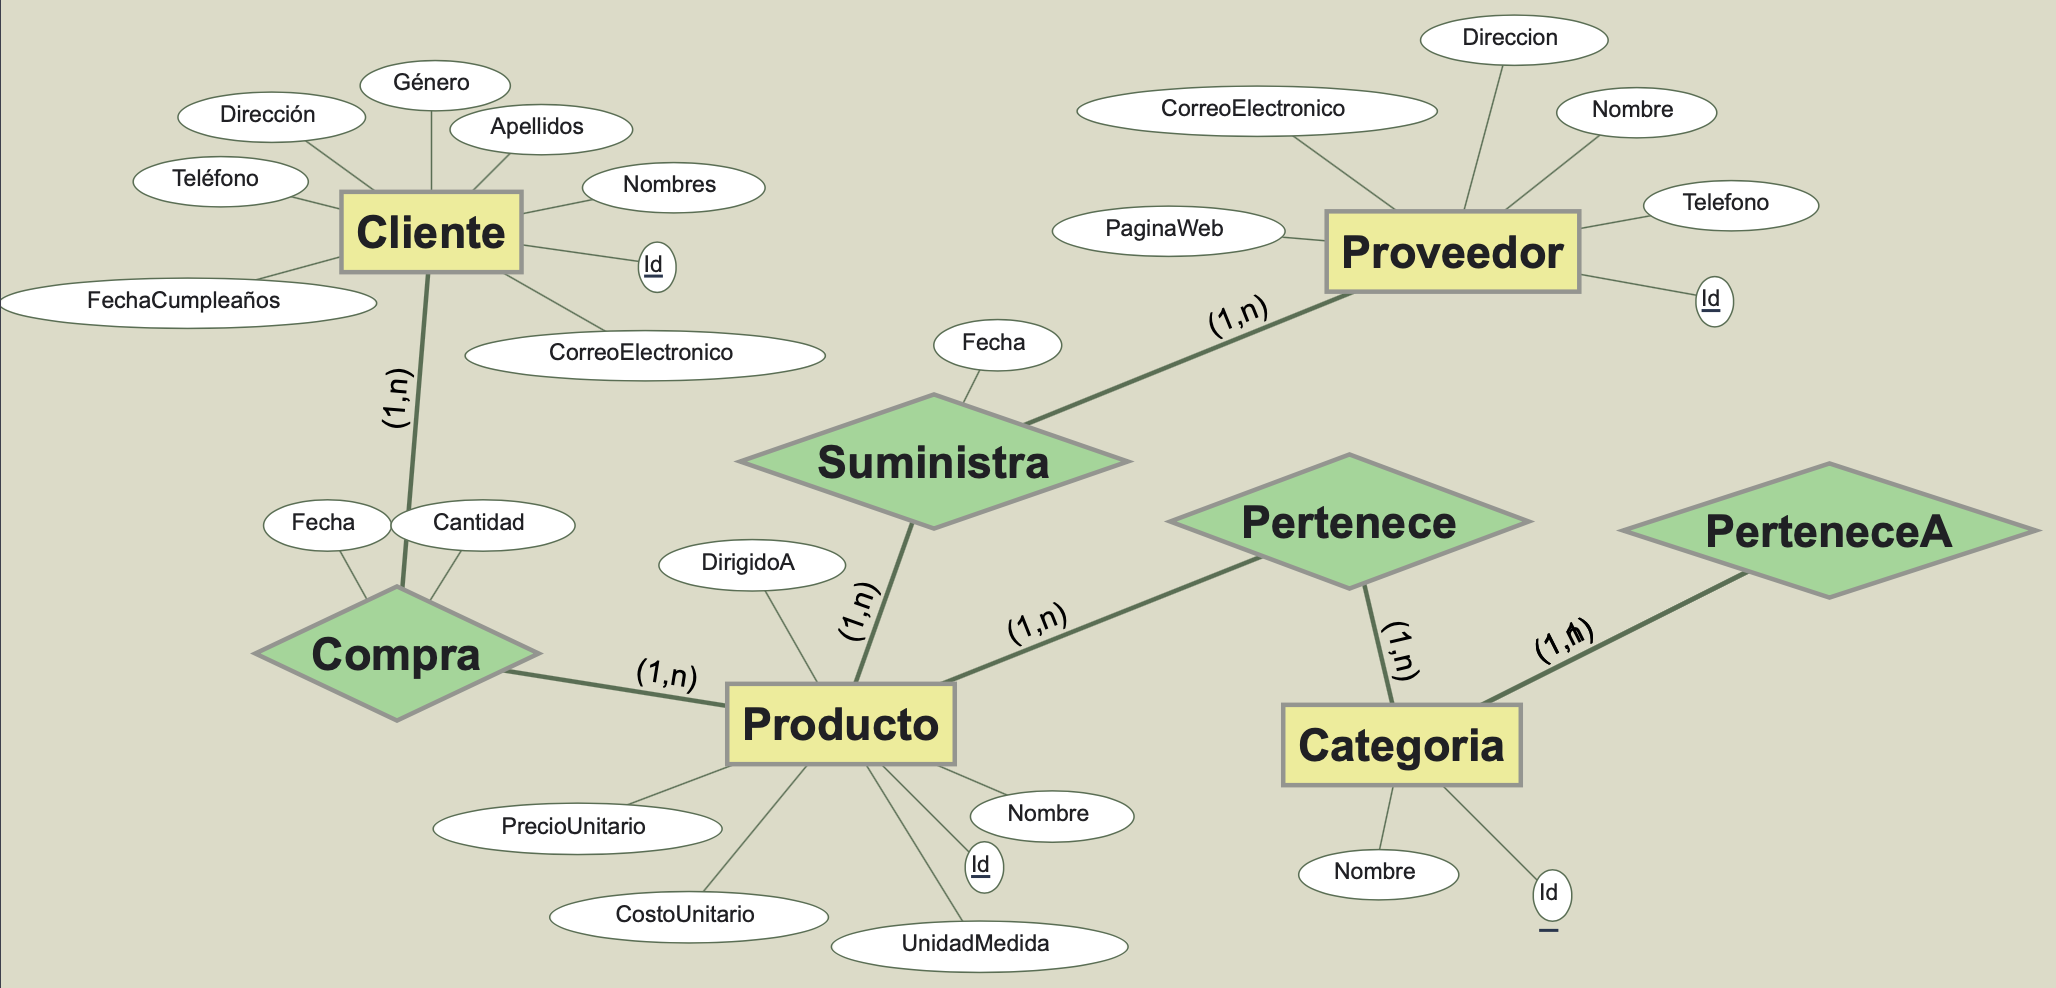 Direccion
Género
CorreoElectronico
Nombre
Dirección
Apellidos
Teléfono
Nombres
Telefono
Cliente
PaginaWeb
Proveedor
Id
FechaCumpleaños
Id
(1,n)
Fecha
CorreoElectronico
(1,n)
Suministra
Fecha
Cantidad
Pertenece
PerteneceA
DirigidoA
(1,n)
(1,n)
(1,n)
Compra
(1,n)
Producto
Categoria
PrecioUnitario
Nombre
Id
Nombre
Id
CostoUnitario
UnidadMedida